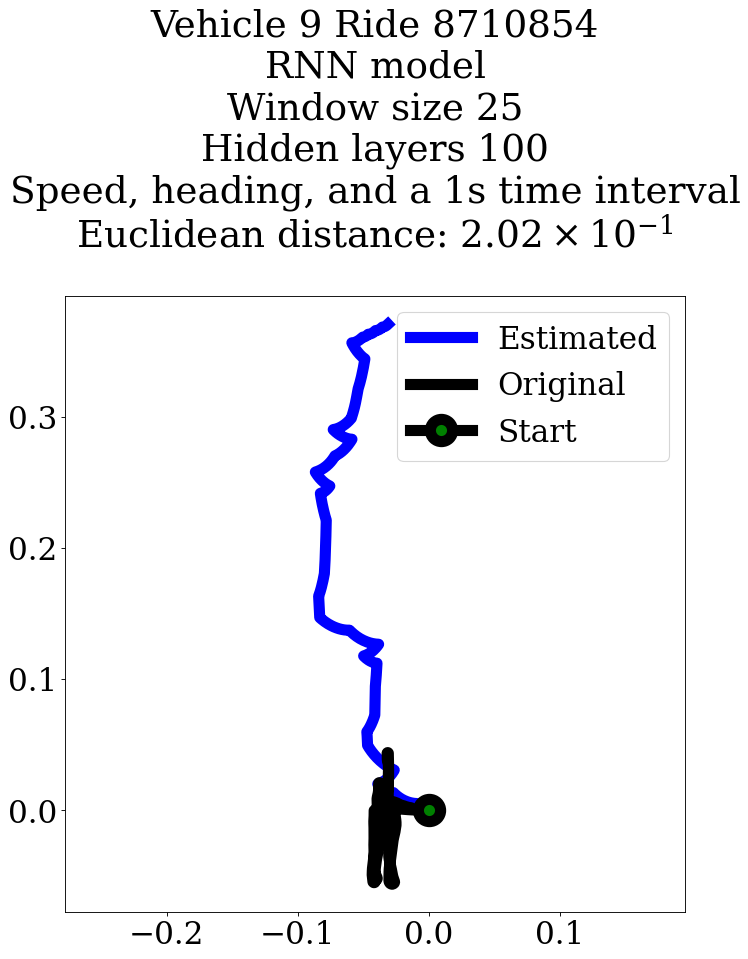 Vehicle 9 Ride 8710854
RNN model
Window size 25
Hidden layers 100
Speed, heading, and a 1s time interval
Euclidean distance: 2.02 × 10⁻¹
Estimated
Original
Start
0.3
0.2
0.1
0.0
−0.2 −0.1 0.0 0.1